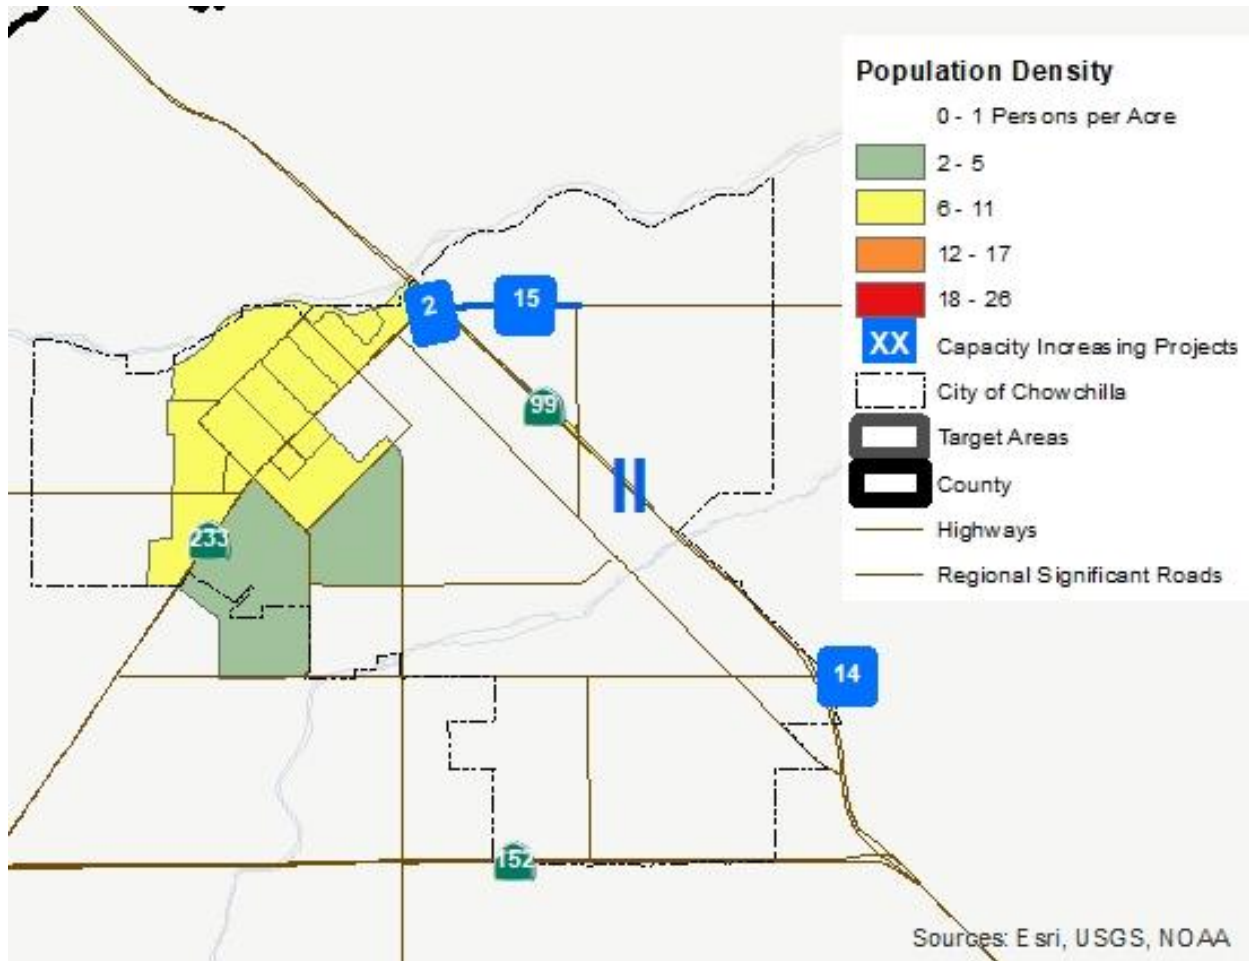 Population Density
0 - 1 Persons per Acre
2 - 5
6 - 11
12 - 17
18 - 26
XX Capacity Increasing Projects
City of Chowchilla
Target Areas
County
Highways
Regional Significant Roads
2
15
99
233
14
152
Sources: Esri, USGS, NOAA